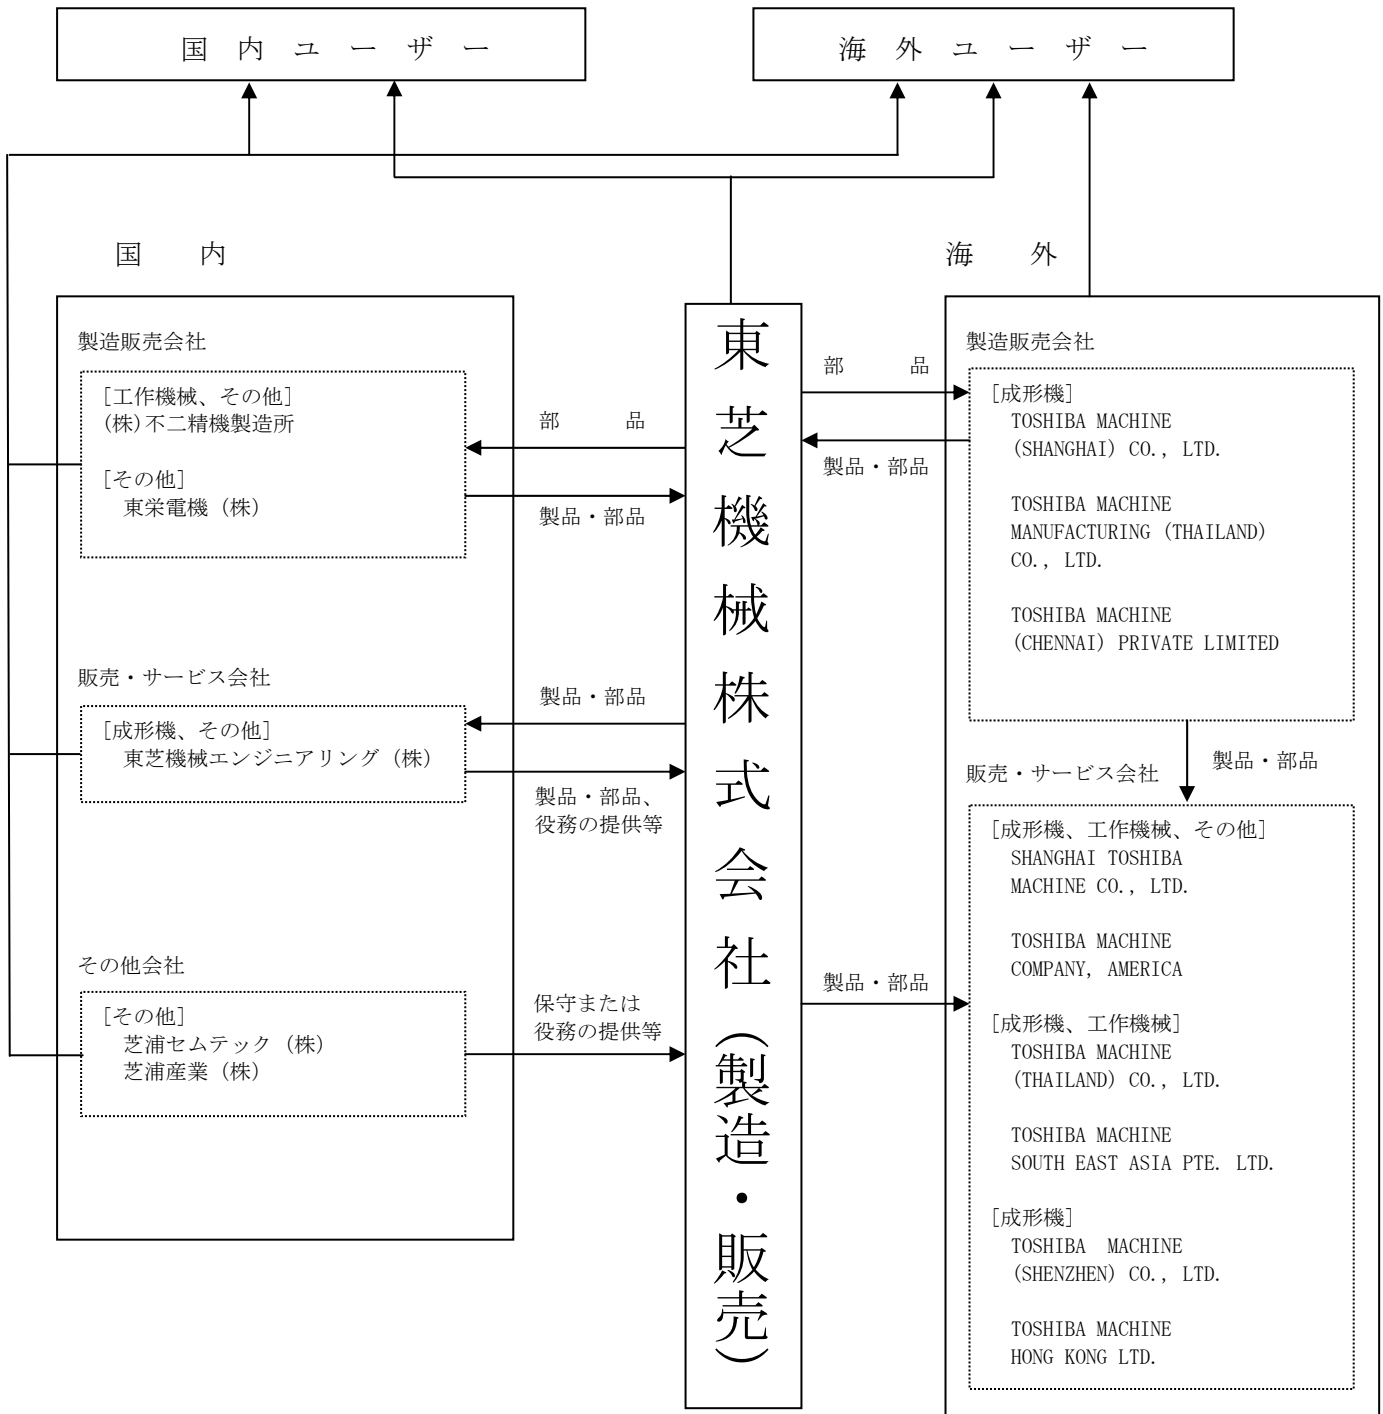 国 内 ユ ー ザ ー
海 外 ユ ー ザ ー
国 内
製造販売会社
[工作機械、その他]
(株)不二精機製造所
[その他]
東栄電機（株）
販売・サービス会社
[成形機、その他]
東芝機械エンジニアリング（株）
その他会社
[その他]
芝浦セムテック（株）
芝浦産業（株）
部 品
製品・部品
製品・部品
製品・部品、
役務の提供等
保守または
役務の提供等
東芝機械株式会社（製造・販売）
部 品
製品・部品
製品・部品
海 外
製造販売会社
[成形機]
TOSHIBA MACHINE
(SHANGHAI) CO., LTD.
TOSHIBA MACHINE
MANUFACTURING (THAILAND)
CO., LTD.
TOSHIBA MACHINE
(CHENNAI) PRIVATE LIMITED
製品・部品
販売・サービス会社
[成形機、工作機械、その他]
SHANGHAI TOSHIBA
MACHINE CO., LTD.
TOSHIBA MACHINE
COMPANY, AMERICA
[成形機、工作機械]
TOSHIBA MACHINE
(THAILAND) CO., LTD.
TOSHIBA MACHINE
SOUTH EAST ASIA PTE. LTD.
[成形機]
TOSHIBA MACHINE
(SHENZHEN) CO., LTD.
TOSHIBA MACHINE
HONG KONG LTD.